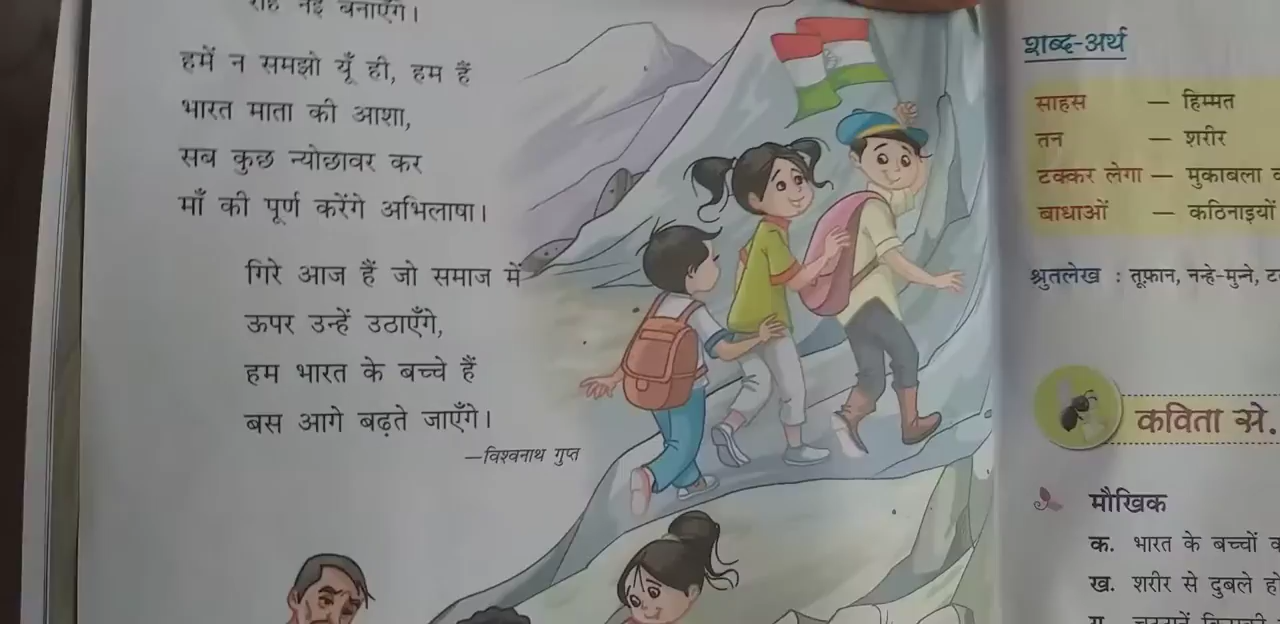 राह नई बनाएँगे।
हमें न समझो यूँ ही, हम हैं
भारत माता की आशा,
सब कुछ न्योछावर कर
माँ की पूर्ण करेंगे अभिलाषा।
गिरे आज हैं जो समाज में
ऊपर उन्हें उठाएँगे,
हम भारत के बच्चे हैं
बस आगे बढ़ते जाएँगे।
—विश्वनाथ गुप्त
शब्द-अर्थ
साहस — हिम्मत
तन — शरीर
टक्कर लेगा — मुकाबला
बाधाओं — कठिनाइयों
श्रुतलेख : तूफ़ान, नन्हे-मुन्ने,
कविता से.
मौखिक
क. भारत के बच्चों
ख. शरीर से दुबले